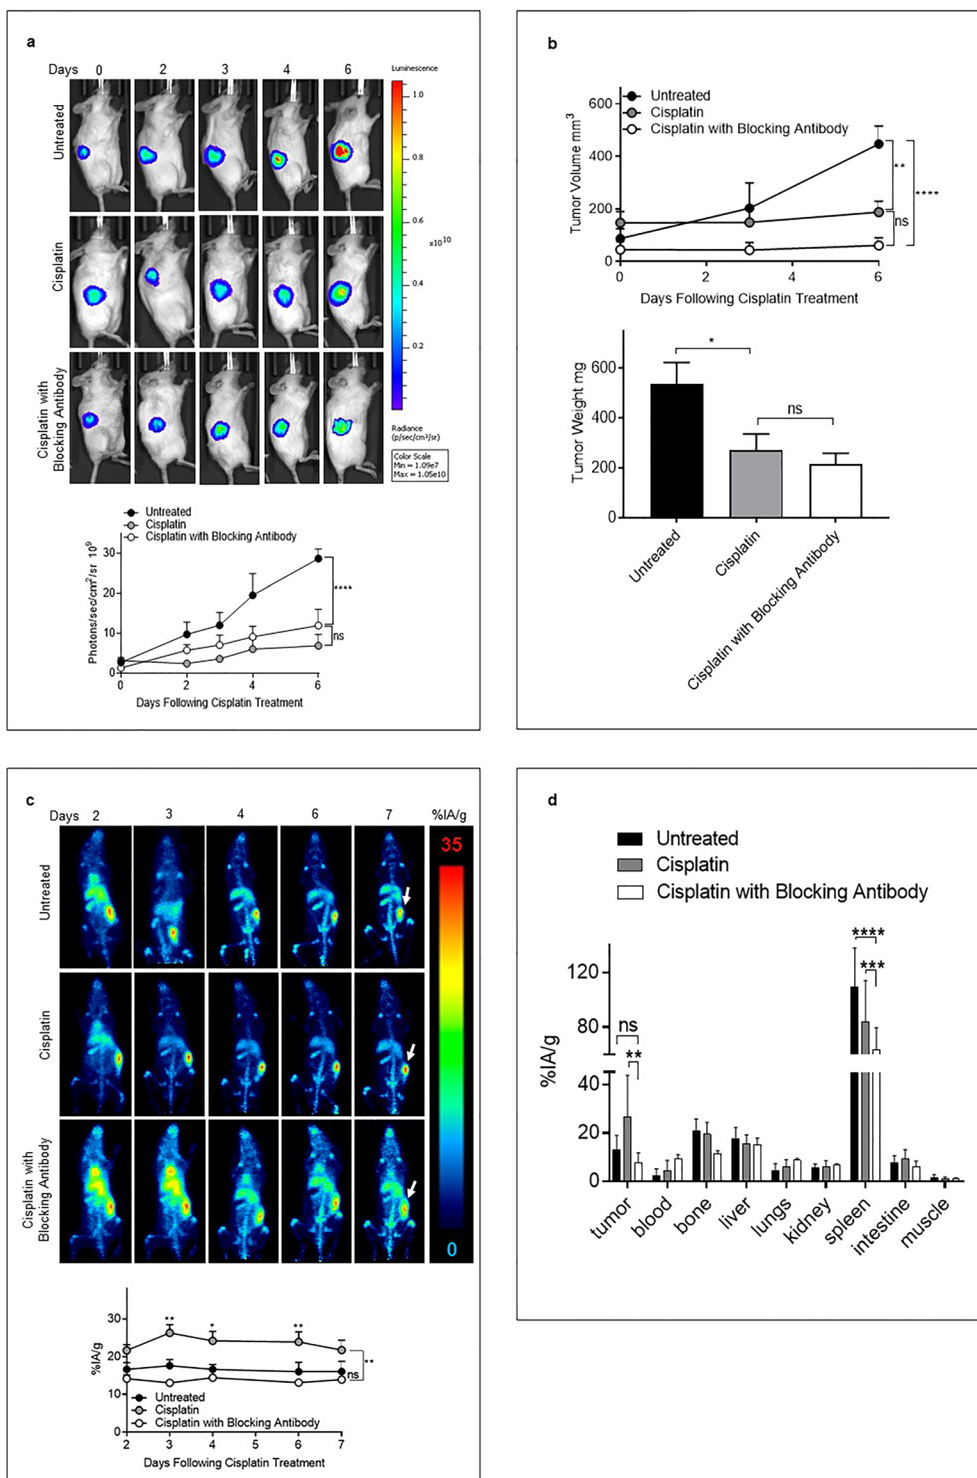 a
Days 0 2 3 4 6
Luminescence
Untreated
Cisplatin
Cisplatin with
Blocking Antibody
1.0
0.8
0.6
x10^10
0.4
0.2
Radiance
(p/sec/cm²/sr)
Color Scale
Min = 1.09e7
Max = 1.05e10
Untreated
Cisplatin
Cisplatin with Blocking Antibody
Photons/sec/cm²/sr 10⁹
30
20
10
0
****
ns
0 2 4 6
Days Following Cisplatin Treatment
b
Untreated
Cisplatin
Cisplatin with Blocking Antibody
Tumor Volume mm³
600
400
200
0
**
****
ns
0 2 4 6
Days Following Cisplatin Treatment
Tumor Weight mg
600
400
200
0
*
ns
Untreated
Cisplatin
Cisplatin with Blocking Antibody
c
Days 2 3 4 6 7 %IA/g
Untreated
Cisplatin
Cisplatin with
Blocking Antibody
35
0
%IA/g
30
20
10
0
** * **
**
ns
Untreated
Cisplatin
Cisplatin with Blocking Antibody
2 3 4 5 6 7
Days Following Cisplatin Treatment
d
Untreated
Cisplatin
Cisplatin with Blocking Antibody
%IA/g
120
80
40
20
0
ns
**
****
***
tumor
blood
bone
liver
lungs
kidney
spleen
intestine
muscle